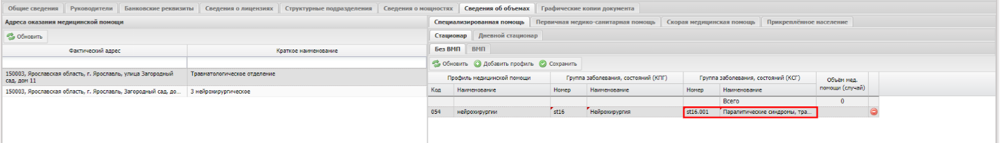 Общие сведения Руководители Банковские реквизиты Сведения о лицензиях Структурные подразделения Сведения о мощностях Сведения об объемах Графические копии документа
Адреса оказания медицинской помощи
Обновить
Фактический адрес Краткое наименование
150003, Ярославская область, г. Ярославль, улица Загородный сад, дом 11 Травматологическое отделение
150003, Ярославская область, г. Ярославль, Загородный сад, до... 3 нейрохирургическое
Специализированная помощь Первичная медико-санитарная помощь Скорая медицинская помощь Прикреплённое население
Стационар Дневной стационар
Без ВМП ВМП
Обновить Добавить профиль Сохранить
Профиль медицинской помощи Группа заболевания, состояний (КПГ) Группа заболевания, состояний (КСГ) Объём мед. помощи (случай)
Код Наименование Номер Наименование Номер Наименование
Всего 0
054 нейрохирургии st16 Нейрохирургия st16.001 Паралитические синдромы, тра...